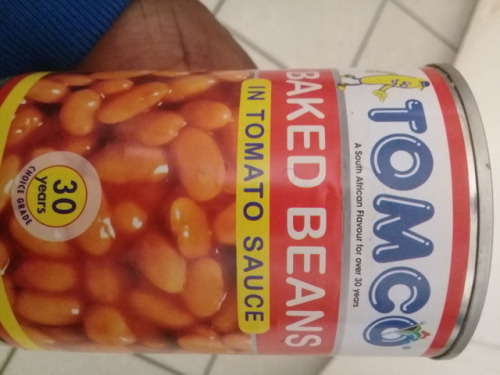 TOMCO
A South African Flavour for over 30 years
BAKED BEANS
IN TOMATO SAUCE
30
years
CHOICE GRADE